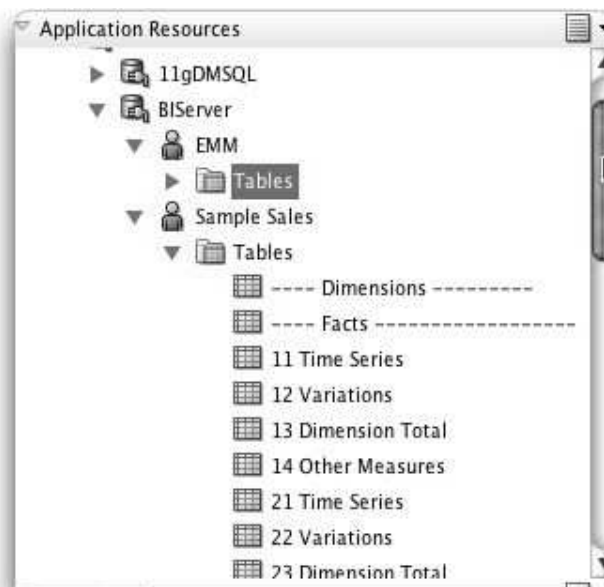 Application Resources
11gDMSQL
BIServer
EMM
Tables
Sample Sales
Tables
---- Dimensions ---------
---- Facts ------------------
11 Time Series
12 Variations
13 Dimension Total
14 Other Measures
21 Time Series
22 Variations
23 Dimension Total